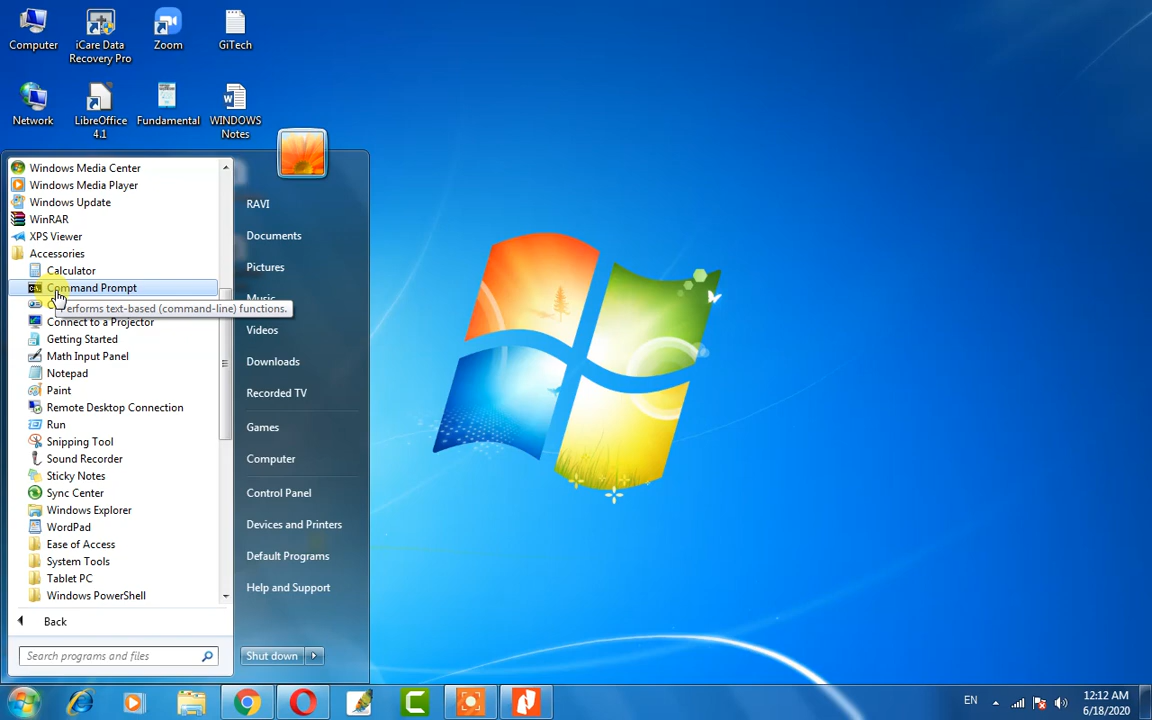 Computer
iCare Data
Recovery Pro
Zoom
GiTech
Network
LibreOffice
4.1
Fundamental
WINDOWS
Notes
Windows Media Center
Windows Media Player
Windows Update
WinRAR
XPS Viewer
Accessories
Calculator
Command Prompt
Performs text-based (command-line) functions.
Connect to a Projector
Getting Started
Math Input Panel
Notepad
Paint
Remote Desktop Connection
Run
Snipping Tool
Sound Recorder
Sticky Notes
Sync Center
Windows Explorer
WordPad
Ease of Access
System Tools
Tablet PC
Windows PowerShell
Back
Search programs and files
RAVI
Documents
Pictures
Music
Videos
Downloads
Recorded TV
Games
Computer
Control Panel
Devices and Printers
Default Programs
Help and Support
Shut down
EN
12:12 AM
6/18/2020